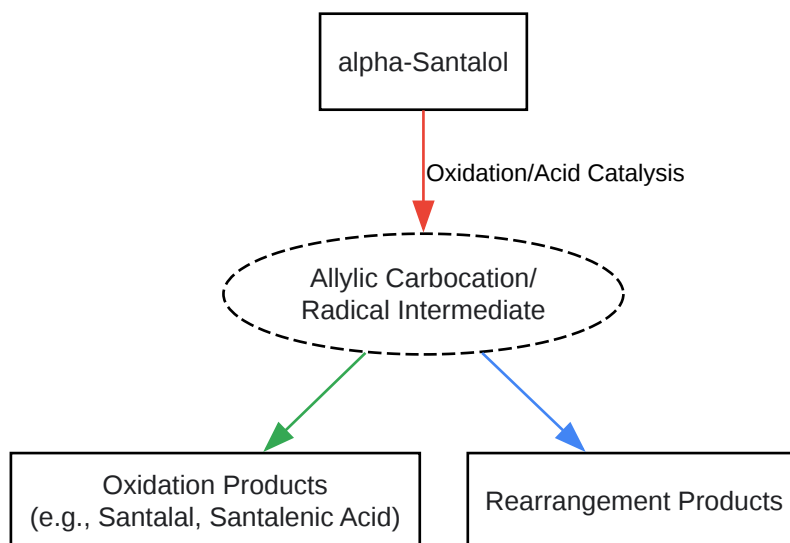 alpha-Santalol
Oxidation/Acid Catalysis
Allylic Carbocation/
Radical Intermediate
Oxidation Products
(e.g., Santalal, Santalenic Acid)
Rearrangement Products